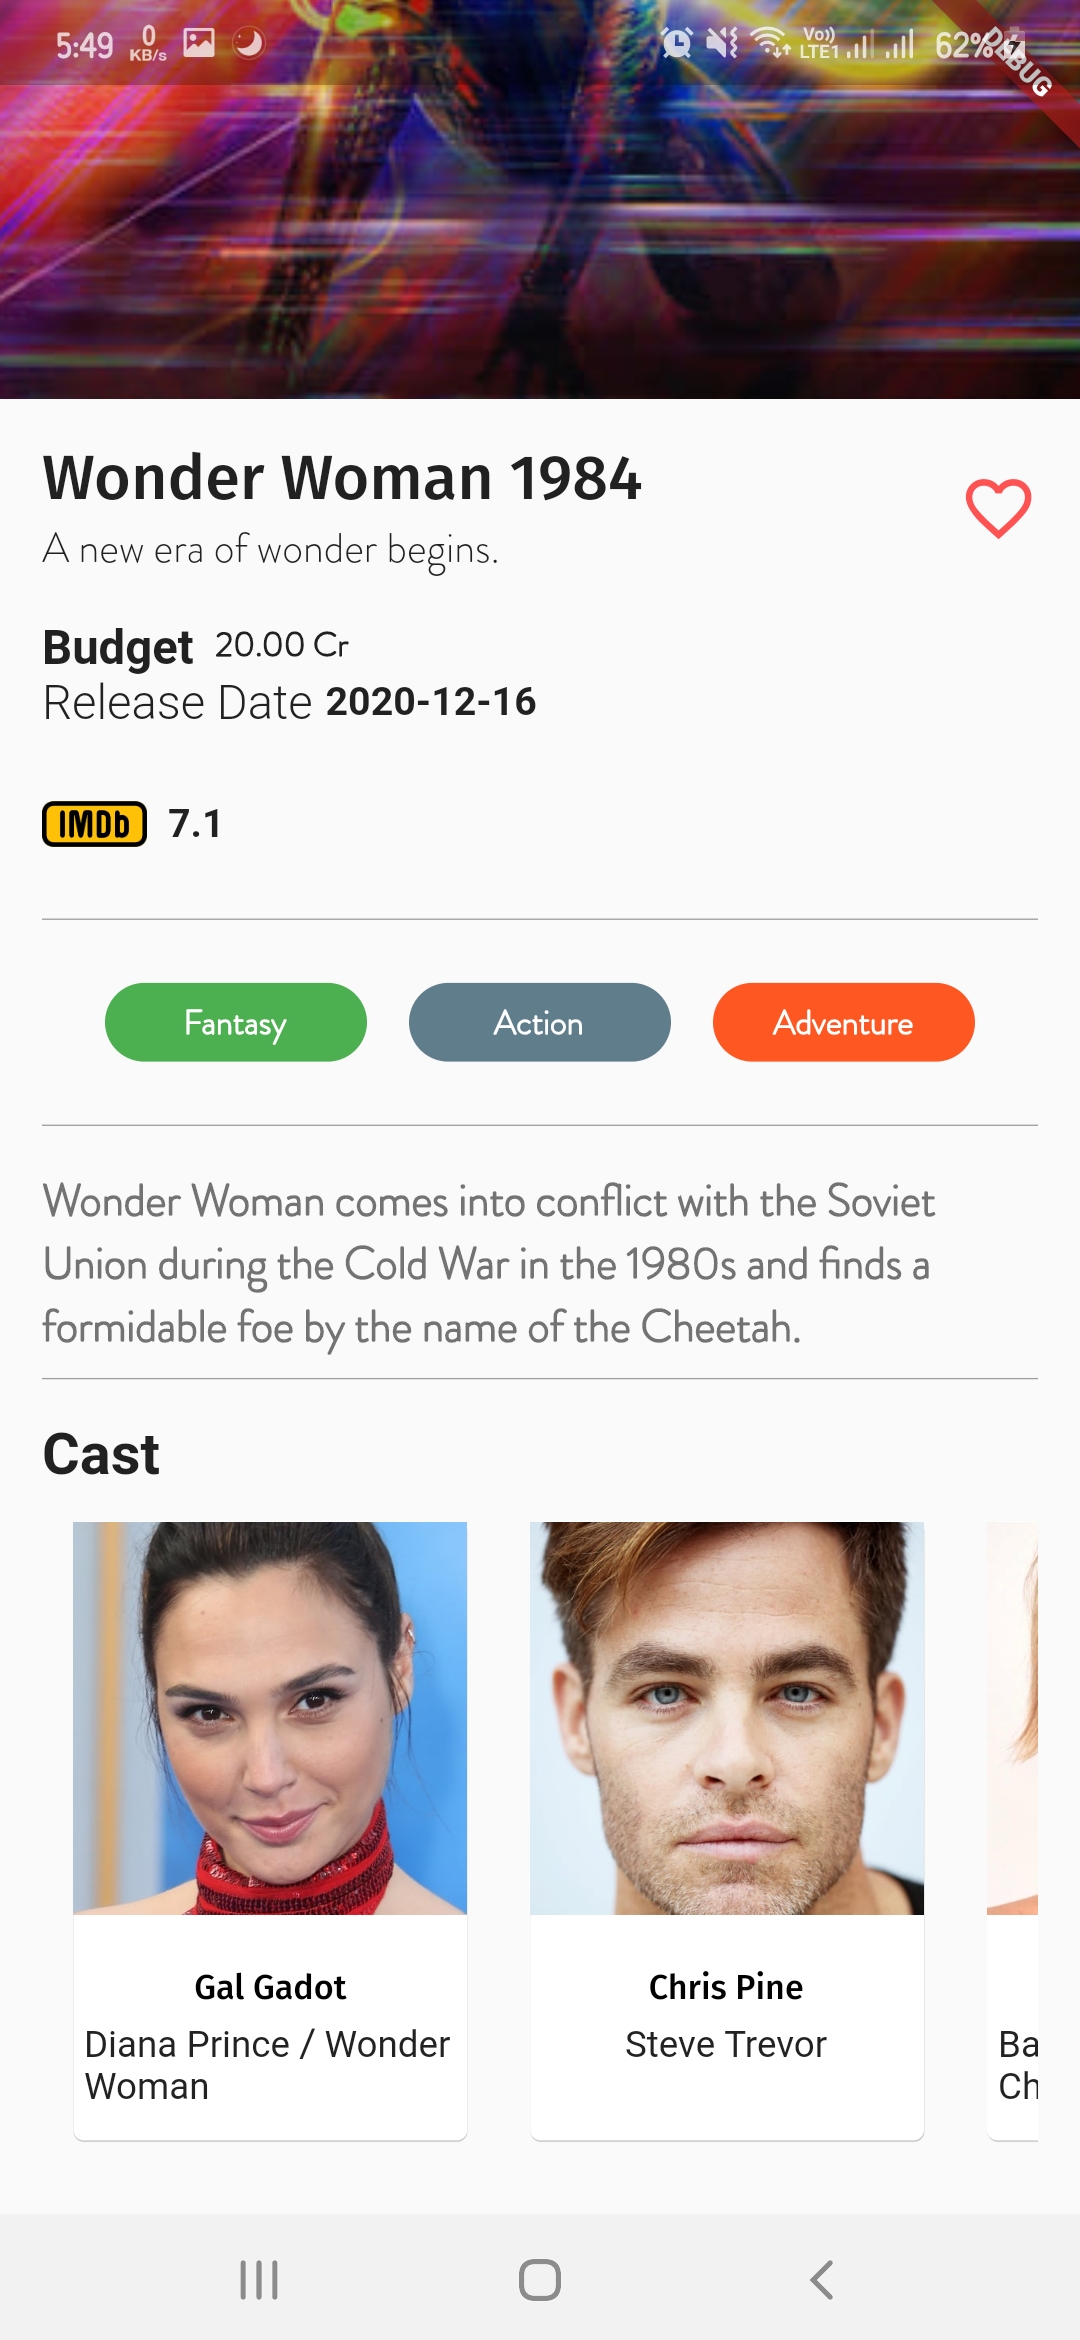 5:49 0 KB/s Vo)) LTE1 62%
DEBUG
Wonder Woman 1984
A new era of wonder begins.
Budget 20.00 Cr
Release Date 2020-12-16
IMDb 7.1
Fantasy Action Adventure
Wonder Woman comes into conflict with the Soviet
Union during the Cold War in the 1980s and finds a
formidable foe by the name of the Cheetah.
Cast
Gal Gadot Chris Pine
Diana Prince / Wonder Steve Trevor Ba
Woman Ch